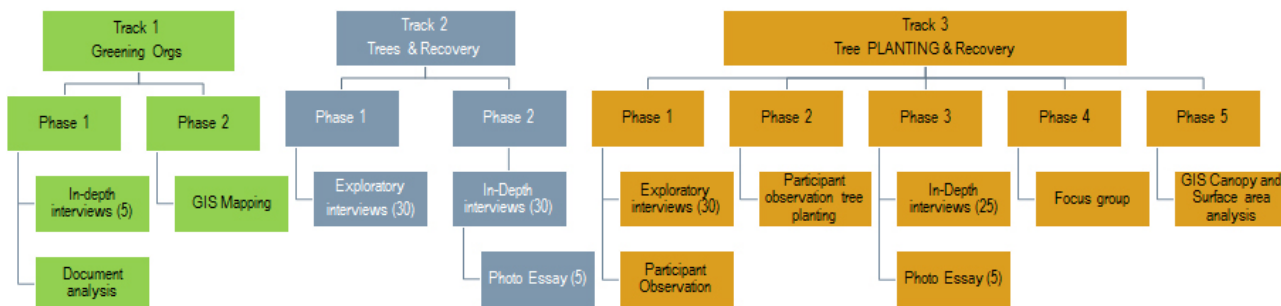 Track 1
Greening Orgs
Track 2
Trees & Recovery
Track 3
Tree PLANTING & Recovery
Phase 1
Phase 2
Phase 1
Phase 2
Phase 1
Phase 2
Phase 3
Phase 4
Phase 5
In-depth
interviews (5)
GIS Mapping
Exploratory
interviews (30)
In-Depth
interviews (30)
Exploratory
interviews (30)
Participant
observation tree
planting
In-Depth
interviews (25)
Focus group
GIS Canopy and
Surface area
analysis
Document
analysis
Photo Essay (5)
Participant
Observation
Photo Essay (5)